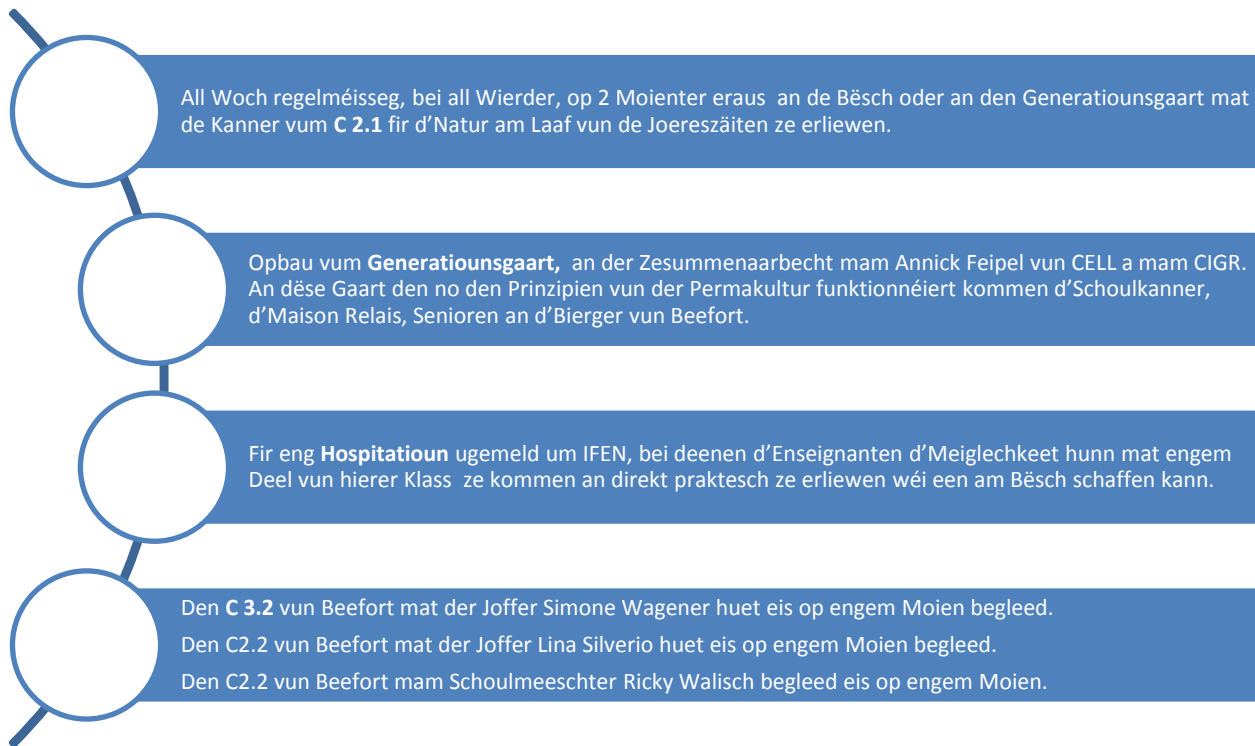 All Woch regelméisseg, bei all Wierder, op 2 Moienter eraus  an de Bësch oder an den Generatiounsgaart mat
de Kanner vum C 2.1 fir d’Natur am Laaf vun de Joereszäiten ze erliewen.
Opbau vum Generatiounsgaart,  an der Zesummenaarbecht mam Annick Feipel vun CELL a mam CIGR.
An dëse Gaart den no den Prinzipien vun der Permakultur funktionnéiert kommen d’Schoulkanner,
d’Maison Relais, Senioren an d’Bierger vun Beefort.
Fir eng Hospitatioun ugemeld um IFEN, bei deenen d’Enseignanten d’Meiglechkeet hunn mat engem
Deel vun hierer Klass  ze kommen an direkt praktesch ze erliewen wéi een am Bësch schaffen kann.
Den C 3.2 vun Beefort mat der Joffer Simone Wagener huet eis op engem Moien begleed.
Den C2.2 vun Beefort mat der Joffer Lina Silverio huet eis op engem Moien begleed.
Den C2.2 vun Beefort mam Schoulmeeschter Ricky Walisch begleed eis op engem Moien.